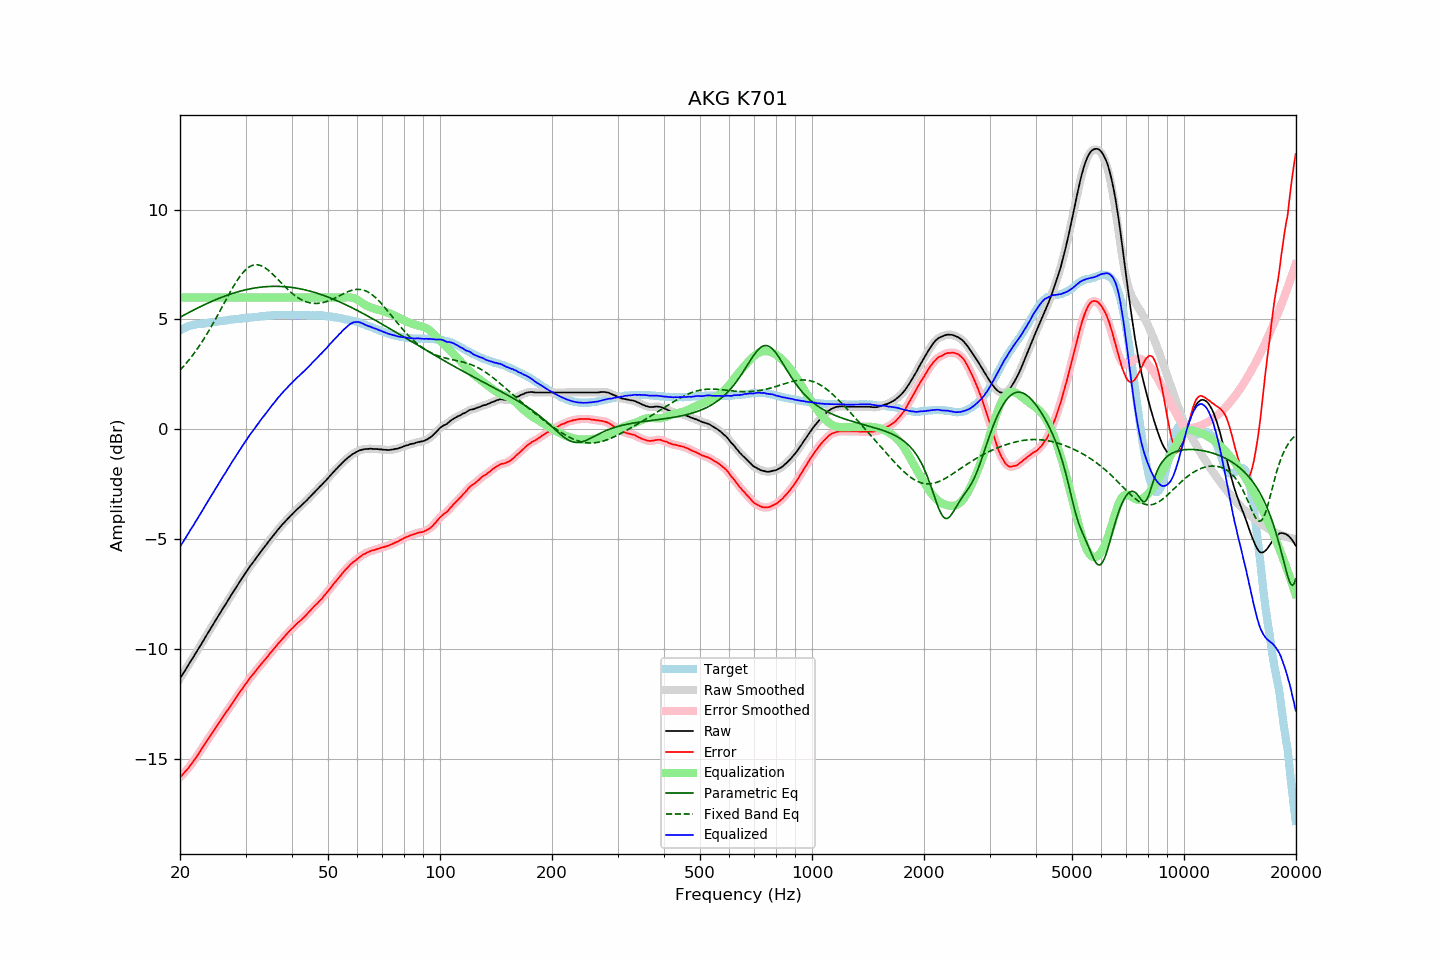 AKG K701
Amplitude (dBr)
10
5
0
−5
−10
−15
Target
Raw Smoothed
Error Smoothed
Raw
Error
Equalization
Parametric Eq
Fixed Band Eq
Equalized
20 50 100 200 500 1000 2000 5000 10000 20000
Frequency (Hz)